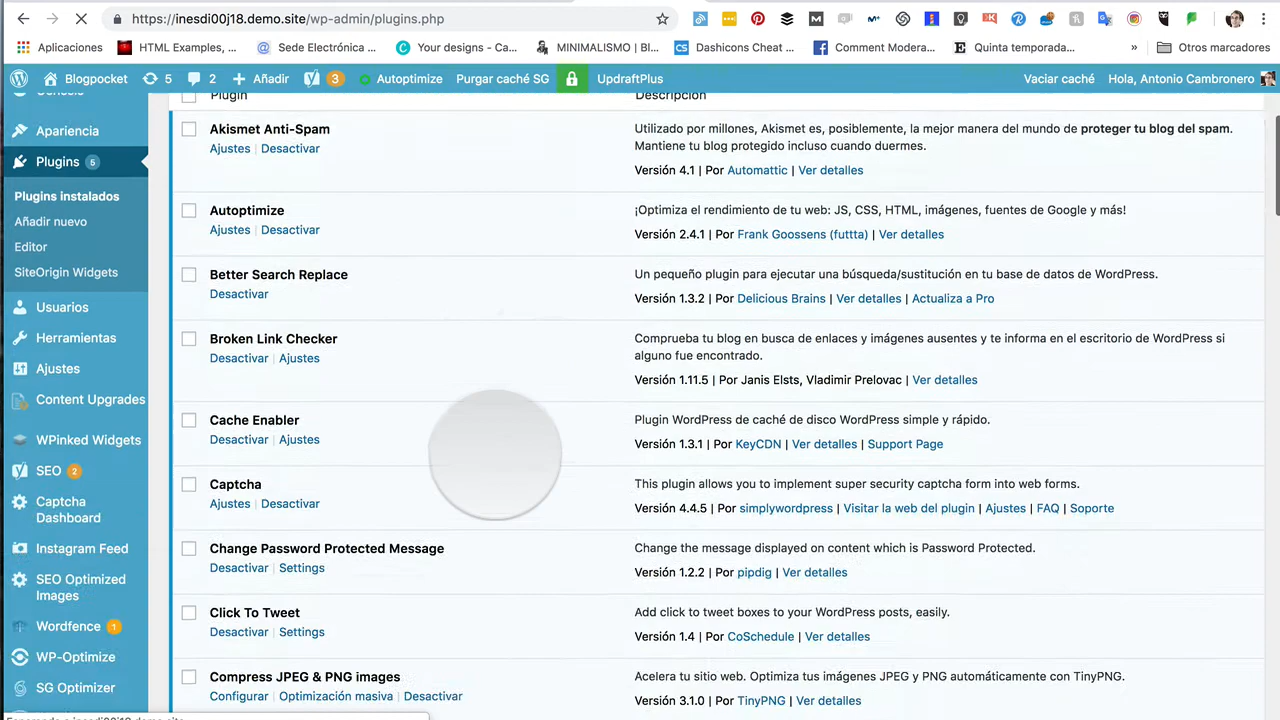 https://inesdi00j18.demo.site/wp-admin/plugins.php
Aplicaciones
HTML Examples, ...
Sede Electrónica ...
Your designs - Ca...
MINIMALISMO | Bl...
Dashicons Cheat ...
Comment Modera...
Quinta temporada...
»
Otros marcadores
Blogpocket
5
2
Añadir
3
Autoptimize
Purgar caché SG
UpdraftPlus
Vaciar caché
Hola, Antonio Cambronero
Génesis
Apariencia
Plugins 5
Plugins instalados
Añadir nuevo
Editor
SiteOrigin Widgets
Usuarios
Herramientas
Ajustes
Content Upgrades
WPinked Widgets
SEO 2
Captcha
Dashboard
Instagram Feed
SEO Optimized
Images
Wordfence 1
WP-Optimize
SG Optimizer
Plugin
Descripción
Akismet Anti-Spam
Ajustes | Desactivar
Utilizado por millones, Akismet es, posiblemente, la mejor manera del mundo de proteger tu blog del spam.
Mantiene tu blog protegido incluso cuando duermes.
Versión 4.1 | Por Automattic | Ver detalles
Autoptimize
Ajustes | Desactivar
¡Optimiza el rendimiento de tu web: JS, CSS, HTML, imágenes, fuentes de Google y más!
Versión 2.4.1 | Por Frank Goossens (futtta) | Ver detalles
Better Search Replace
Desactivar
Un pequeño plugin para ejecutar una búsqueda/sustitución en tu base de datos de WordPress.
Versión 1.3.2 | Por Delicious Brains | Ver detalles | Actualiza a Pro
Broken Link Checker
Desactivar | Ajustes
Comprueba tu blog en busca de enlaces y imágenes ausentes y te informa en el escritorio de WordPress si
alguno fue encontrado.
Versión 1.11.5 | Por Janis Elsts, Vladimir Prelovac | Ver detalles
Cache Enabler
Desactivar | Ajustes
Plugin WordPress de caché de disco WordPress simple y rápido.
Versión 1.3.1 | Por KeyCDN | Ver detalles | Support Page
Captcha
Ajustes | Desactivar
This plugin allows you to implement super security captcha form into web forms.
Versión 4.4.5 | Por simplywordpress | Visitar la web del plugin | Ajustes | FAQ | Soporte
Change Password Protected Message
Desactivar | Settings
Change the message displayed on content which is Password Protected.
Versión 1.2.2 | Por pipdig | Ver detalles
Click To Tweet
Desactivar | Settings
Add click to tweet boxes to your WordPress posts, easily.
Versión 1.4 | Por CoSchedule | Ver detalles
Compress JPEG & PNG images
Configurar | Optimización masiva | Desactivar
Acelera tu sitio web. Optimiza tus imágenes JPEG y PNG automáticamente con TinyPNG.
Versión 3.1.0 | Por TinyPNG | Ver detalles